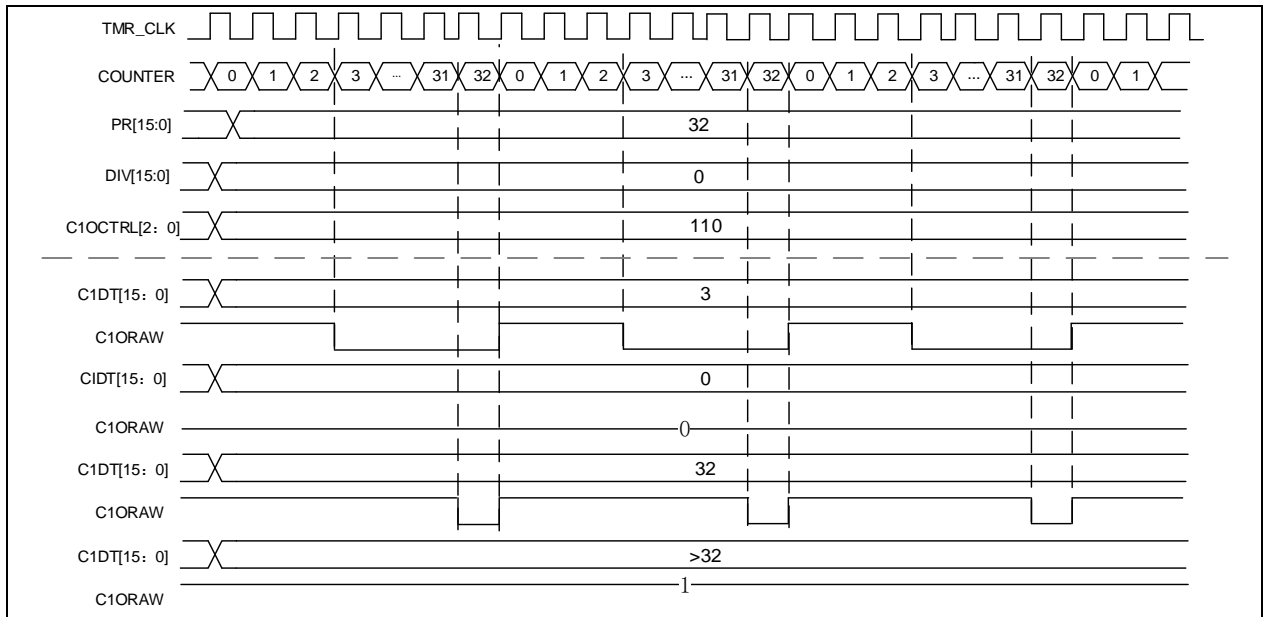 TMR_CLK
COUNTER 0 1 2 3 ... 31 32 0 1 2 3 ... 31 32 0 1 2 3 ... 31 32 0 1
PR[15:0] 32
DIV[15:0] 0
C1OCTRL[2：0] 110
C1DT[15：0] 3
C1ORAW
CIDT[15：0] 0
C1ORAW 0
C1DT[15：0] 32
C1ORAW
C1DT[15：0] >32
C1ORAW 1